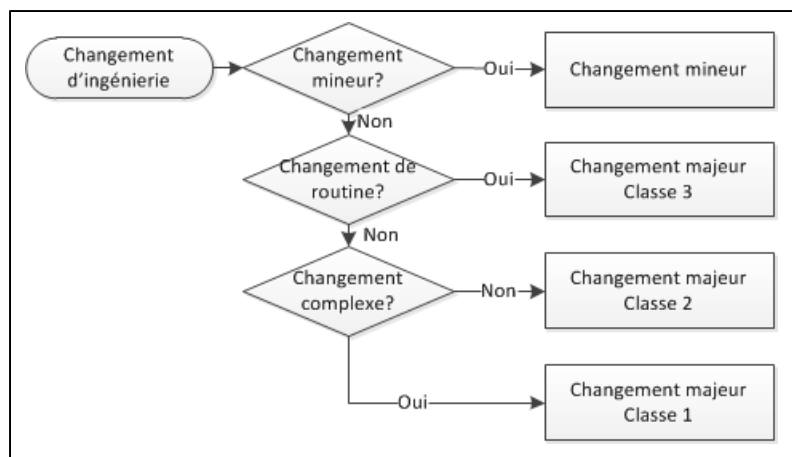 Changement
d'ingénierie
Changement
mineur?
Oui
Changement mineur
Non
Changement de
routine?
Oui
Changement majeur
Classe 3
Non
Changement
complexe?
Non
Changement majeur
Classe 2
Oui
Changement majeur
Classe 1